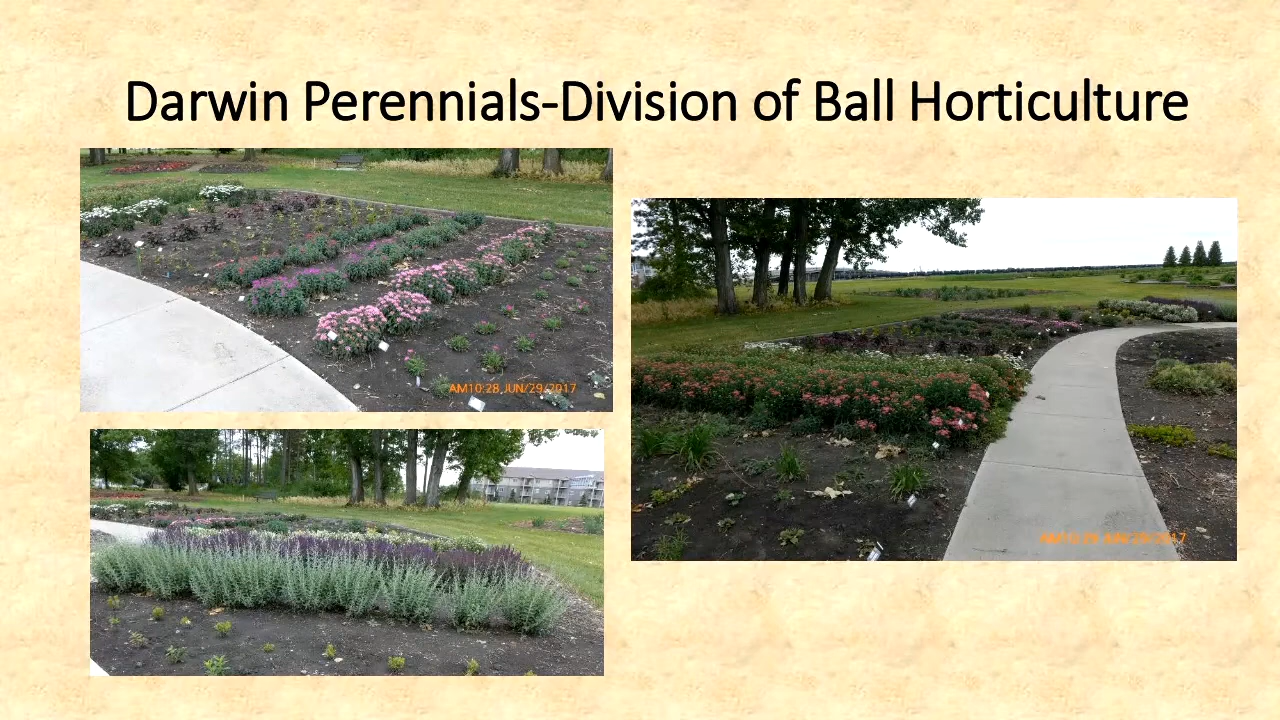 Darwin Perennials-Division of Ball Horticulture
AM10:28 JUN/29/2017
AM10:29 JUN/29/2017